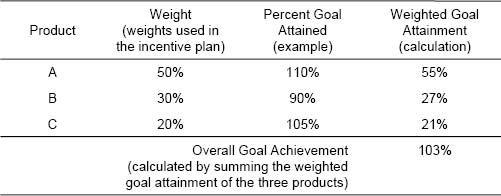 Product Weight (weights used in the incentive plan) Percent Goal Attained (example) Weighted Goal Attainment (calculation)
A 50% 110% 55%
B 30% 90% 27%
C 20% 105% 21%
Overall Goal Achievement 103%
(calculated by summing the weighted
goal attainment of the three products)